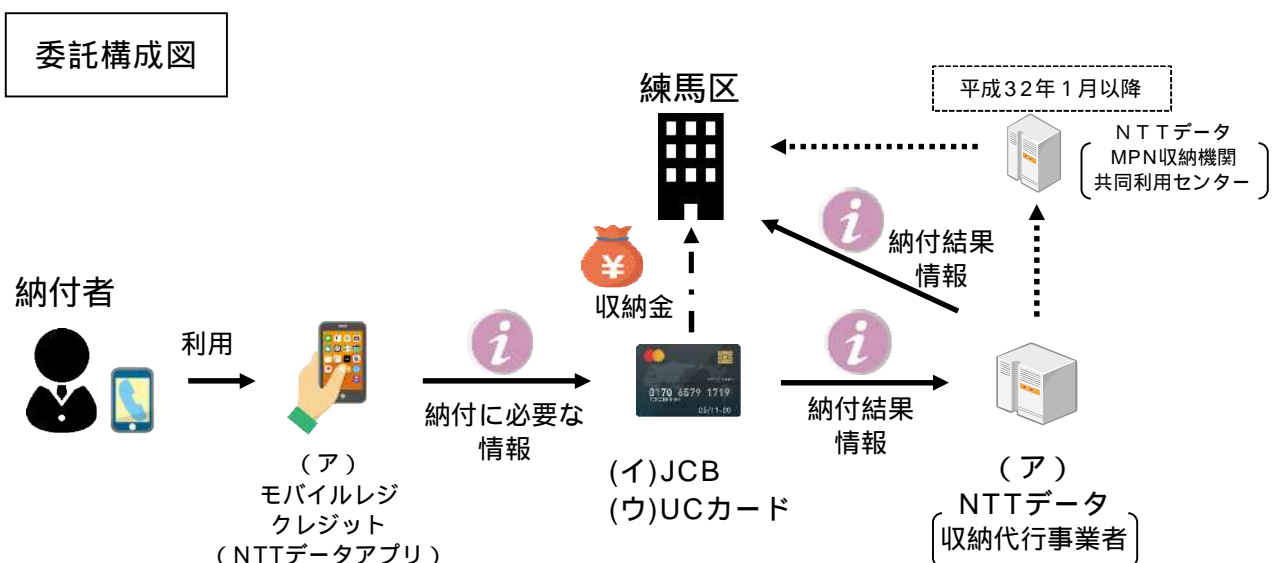 委託構成図
練馬区
平成32年1月以降
NTTデータ
MPN収納機関
共同利用センター
納付結果
情報
収納金
納付者
利用
納付に必要な
情報
納付結果
情報
(ア)
モバイルレジ
クレジット
(NTTデータアプリ)
(イ)JCB
(ウ)UCカード
(ア)
NTTデータ
収納代行事業者
0170 6579 1719